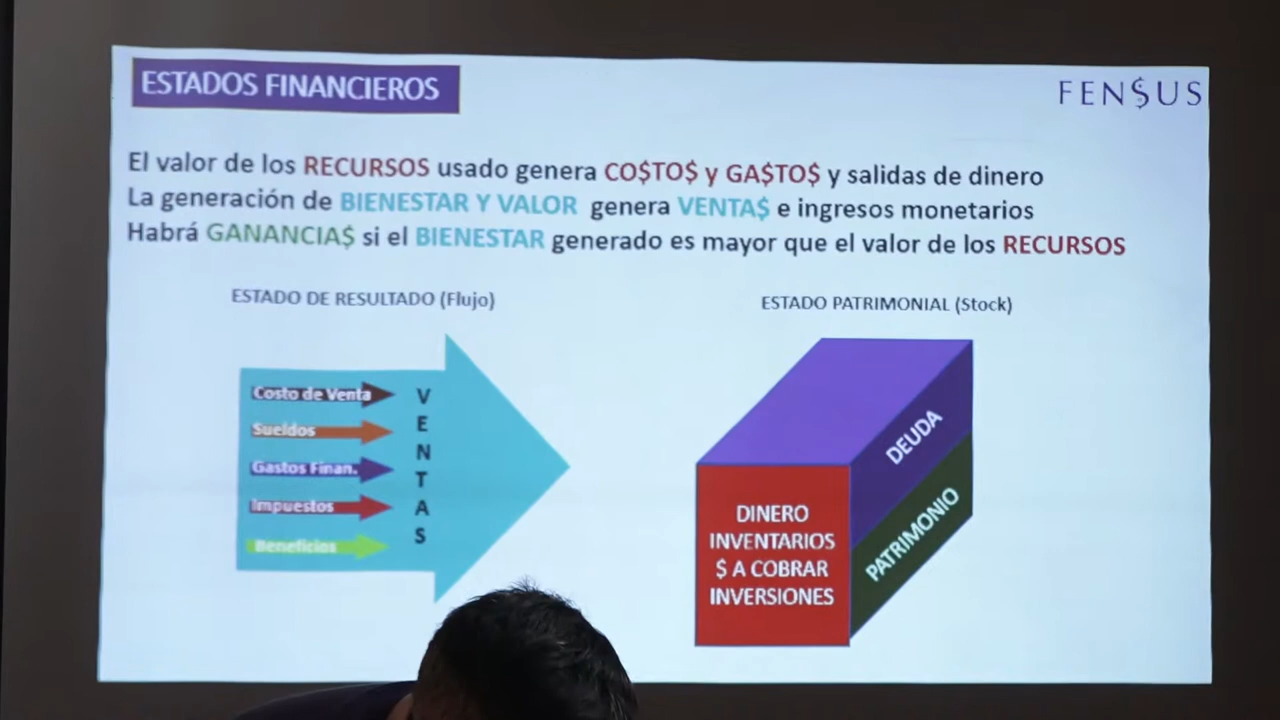 ESTADOS FINANCIEROS
FEN$US
El valor de los RECURSOS usado genera CO$TO$ y GA$TO$ y salidas de dinero
La generación de BIENESTAR Y VALOR genera VENTA$ e ingresos monetarios
Habrá GANANCIA$ si el BIENESTAR generado es mayor que el valor de los RECURSOS
ESTADO DE RESULTADO (Flujo)
ESTADO PATRIMONIAL (Stock)
Costo de Venta
Sueldos
Gastos Finan.
Impuestos
Beneficios
VENTAS
DINERO
INVENTARIOS
$ A COBRAR
INVERSIONES
DEUDA
PATRIMONIO